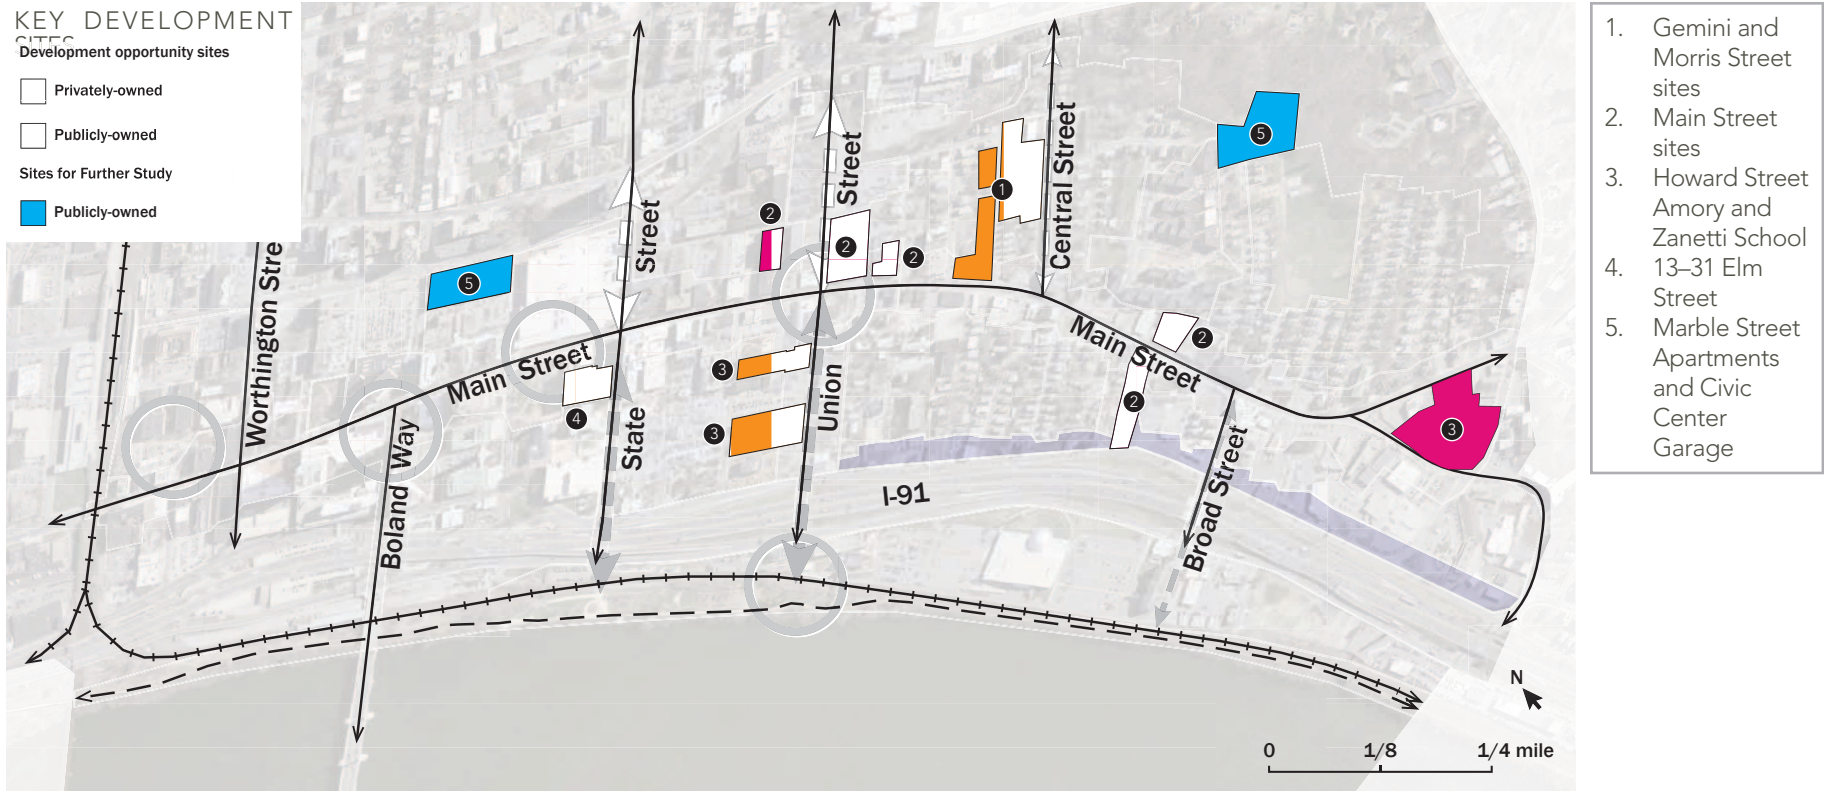 KEY DEVELOPMENT
SITES
Development opportunity sites
Privately-owned
Publicly-owned
Sites for Further Study
Publicly-owned
1. Gemini and
Morris Street
sites
2. Main Street
sites
3. Howard Street
Amory and
Zanetti School
4. 13–31 Elm
Street
5. Marble Street
Apartments
and Civic
Center
Garage
Worthington Stre
Boland Way
Main Street
State
Street
Union
Street
Central Street
Main Street
Broad Street
I-91
5
2
2
2
1
5
4
3
3
2
2
3
N
0 1/8 1/4 mile